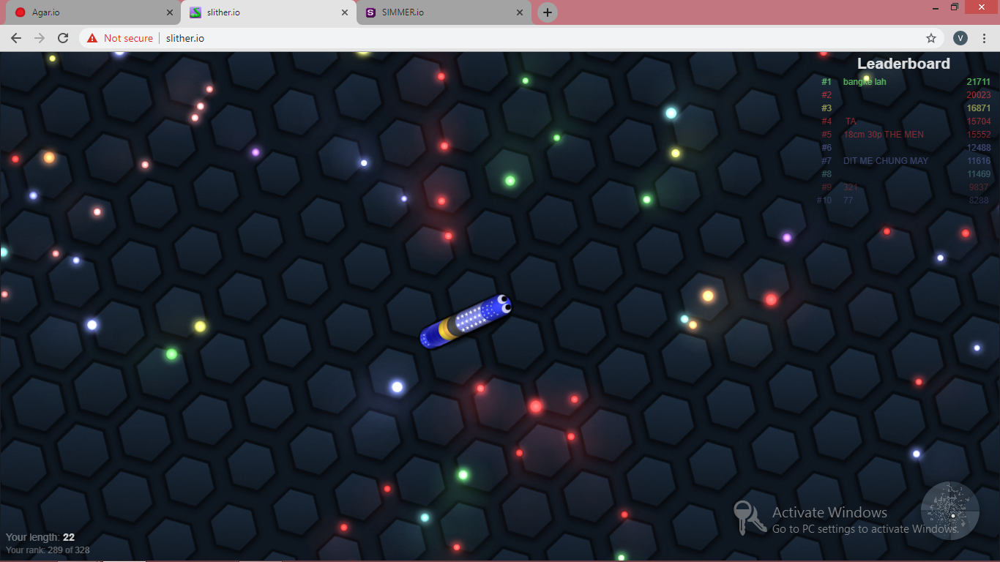 Agar.io
slither.io
SIMMER.io
Not secure
slither.io
V
Leaderboard
#1 bangke lah 21711
#2 20023
#3 16871
#4 TA 15704
#5 18cm 30p THE MEN 15552
#6 12488
#7 DIT ME CHUNG MAY 11616
#8 11469
#9 321 9837
#10 77 8288
Activate Windows
Go to PC settings to activate Windows.
Your length: 22
Your rank: 289 of 328